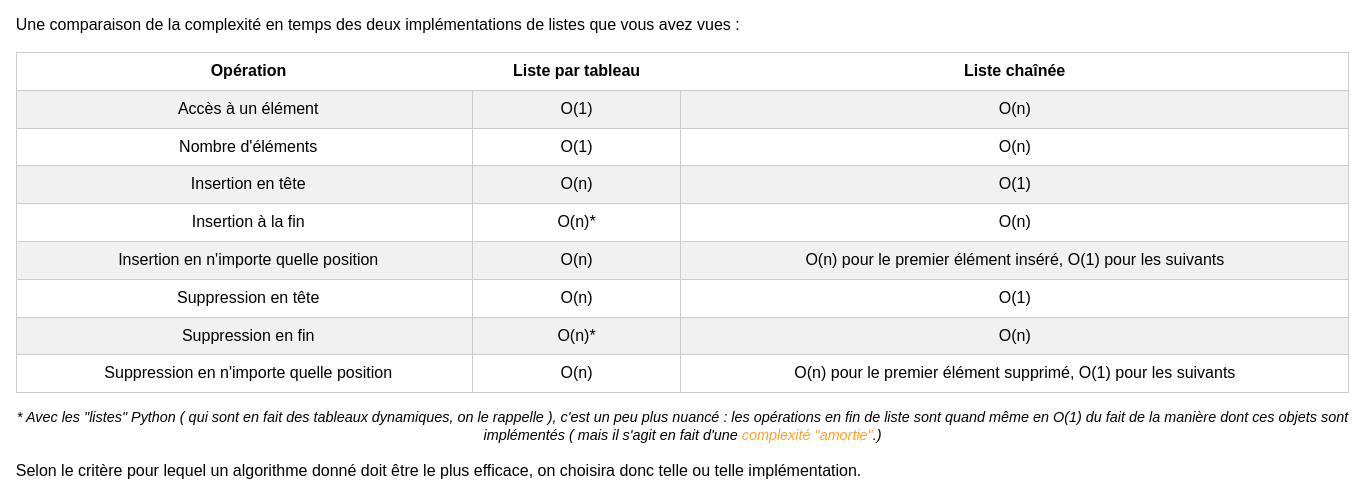 Une comparaison de la complexité en temps des deux implémentations de listes que vous avez vues :
Opération Liste par tableau Liste chaînée
Accès à un élément O(1) O(n)
Nombre d'éléments O(1) O(n)
Insertion en tête O(n) O(1)
Insertion à la fin O(n)* O(n)
Insertion en n'importe quelle position O(n) O(n) pour le premier élément inséré, O(1) pour les suivants
Suppression en tête O(n) O(1)
Suppression en fin O(n)* O(n)
Suppression en n'importe quelle position O(n) O(n) pour le premier élément supprimé, O(1) pour les suivants
* Avec les "listes" Python ( qui sont en fait des tableaux dynamiques, on le rappelle ), c'est un peu plus nuancé : les opérations en fin de liste sont quand même en O(1) du fait de la manière dont ces objets sont
implémentés ( mais il s'agit en fait d'une complexité "amortie".)
Selon le critère pour lequel un algorithme donné doit être le plus efficace, on choisira donc telle ou telle implémentation.